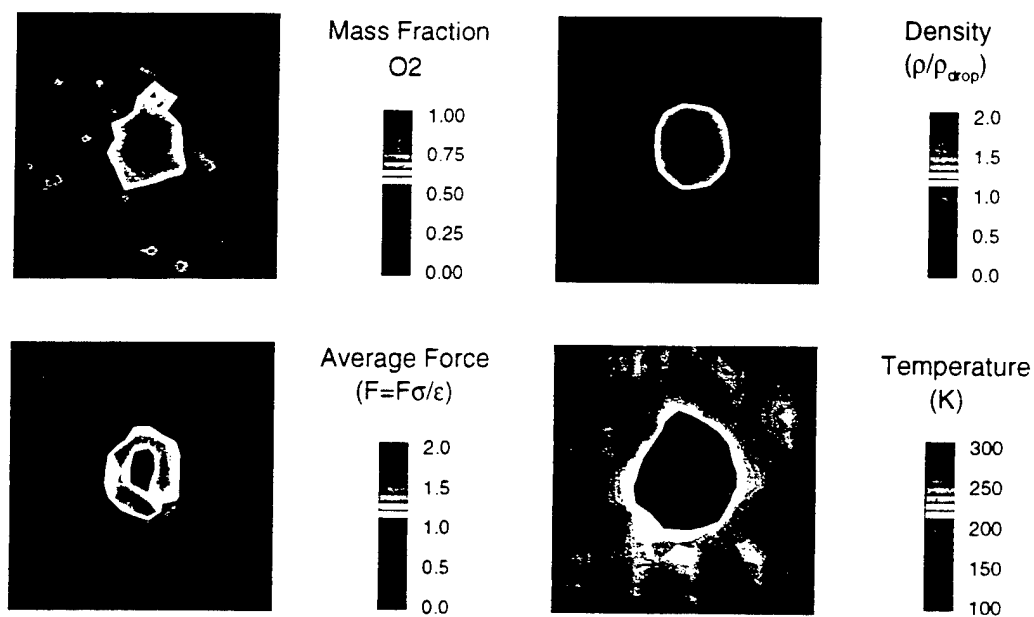 Mass Fraction
O2
1.00
0.75
0.50
0.25
0.00
Density
(ρ/ρdrop)
2.0
1.5
1.0
0.5
0.0
Average Force
(F=Fσ/ε)
2.0
1.5
1.0
0.5
0.0
Temperature
(K)
300
250
200
150
100